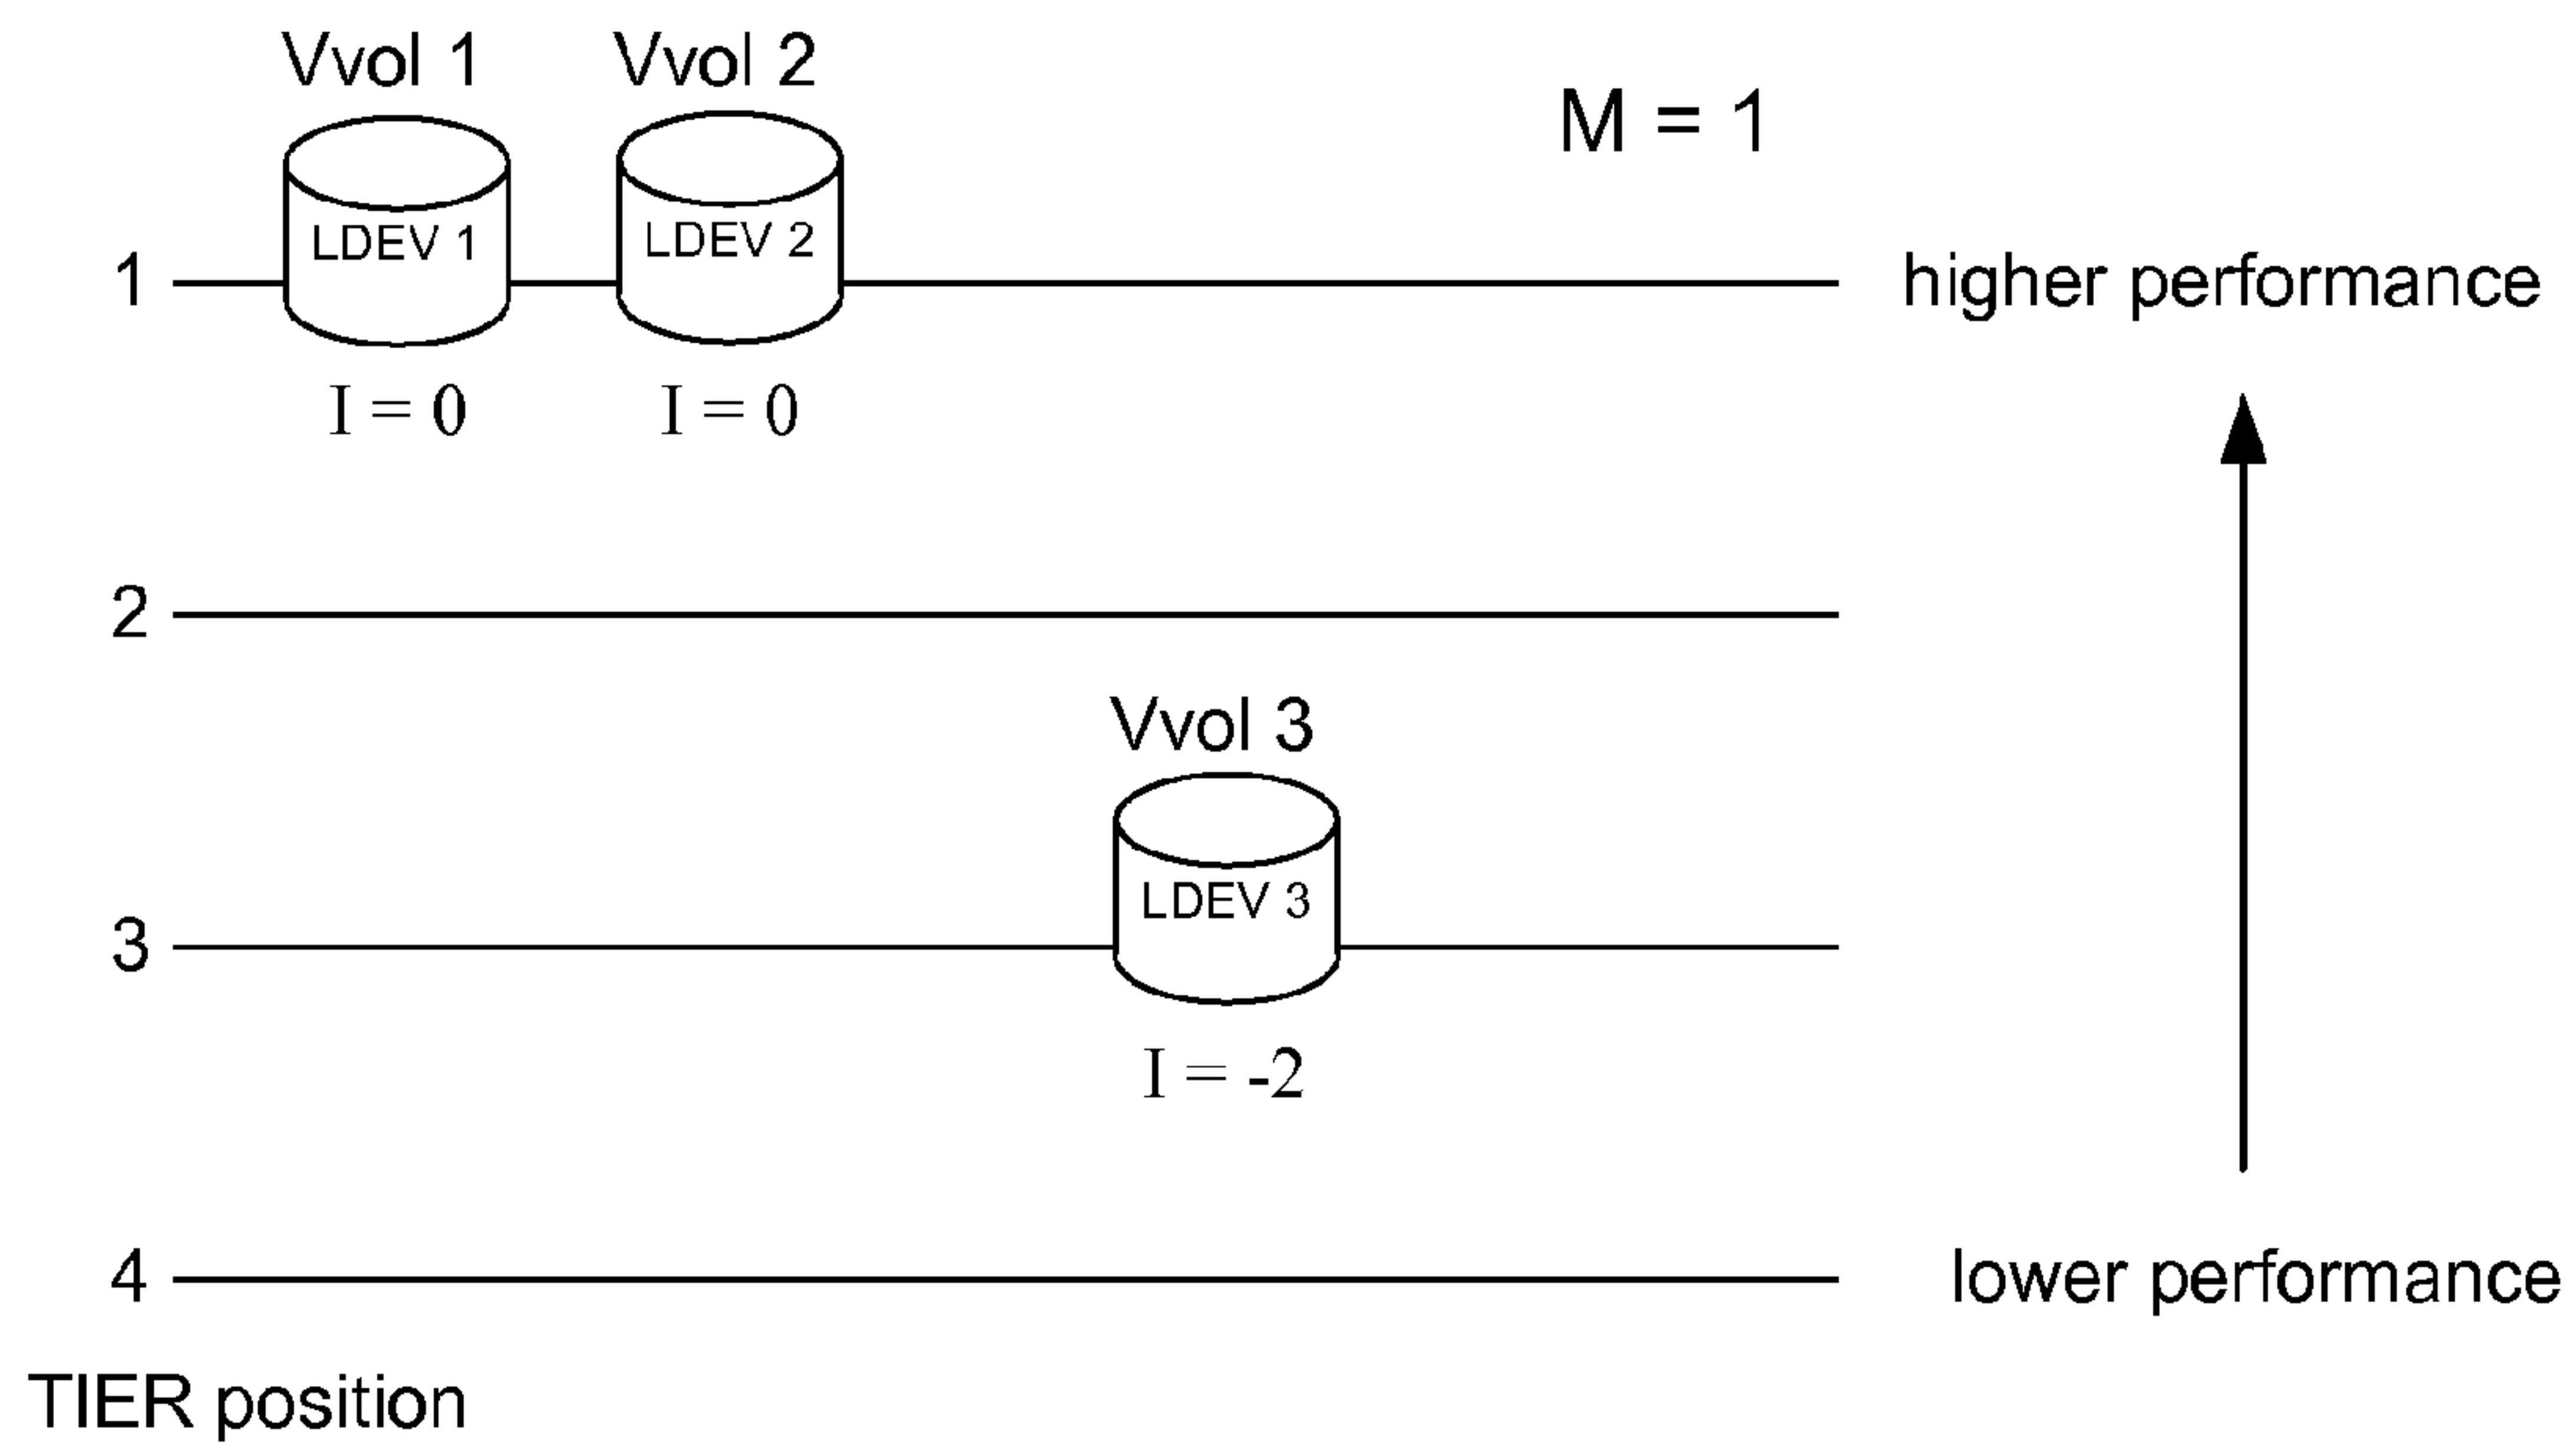 Vvol 1
Vvol 2
M = 1
LDEV 1
LDEV 2
1
higher performance
I = 0
I = 0
2
Vvol 3
LDEV 3
3
I = -2
4
lower performance
TIER position